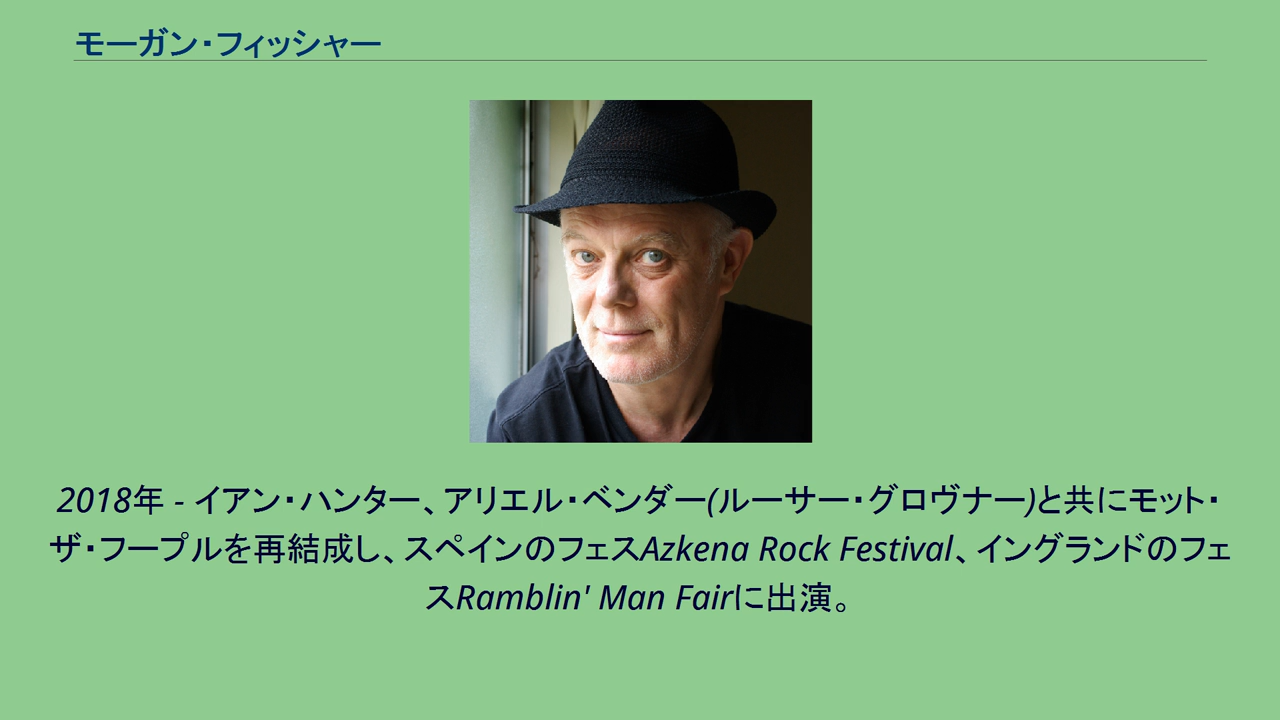 モーガン・フィッシャー
2018年 - イアン・ハンター、アリエル・ベンダー(ルーサー・グロヴナー)と共にモット・
ザ・フープルを再結成し、スペインのフェスAzkena Rock Festival、イングランドのフェ
スRamblin' Man Fairに出演。